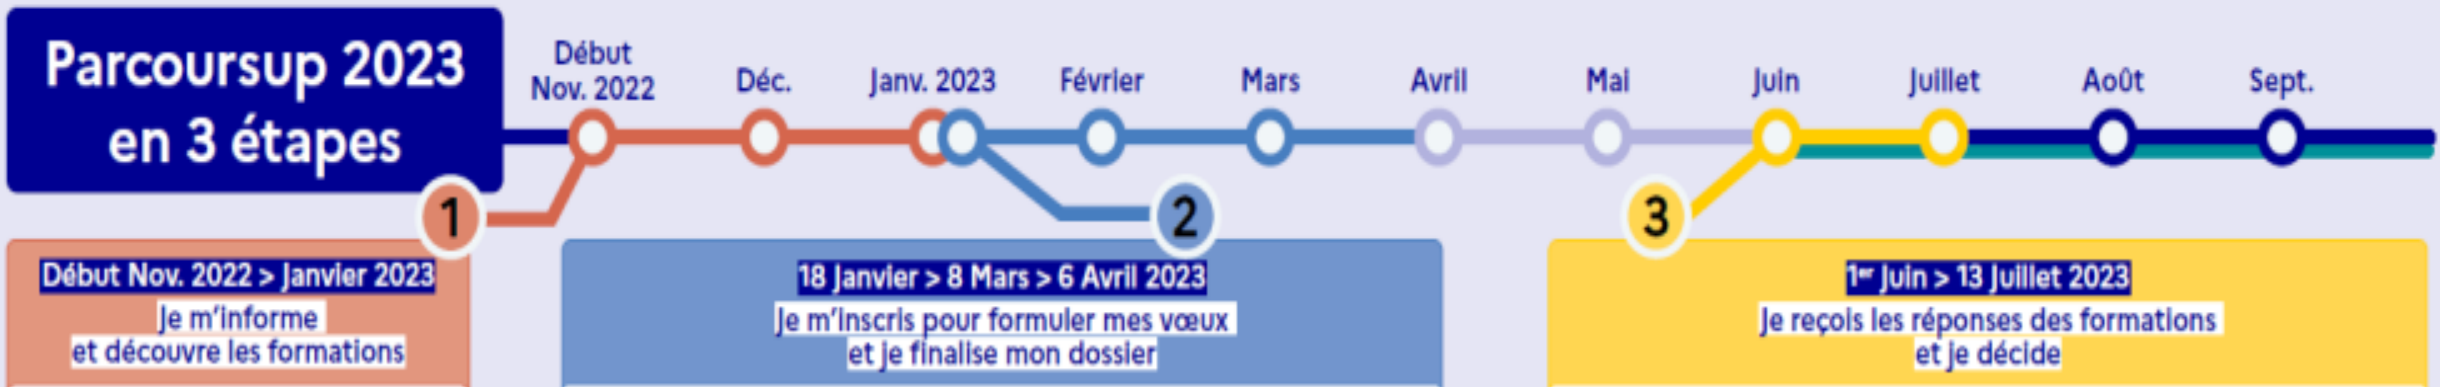 Parcoursup 2023
en 3 étapes
Début
Nov. 2022
Déc.
Janv. 2023
Février
Mars
Avril
Mai
Juin
Juillet
Août
Sept.
1
Début Nov. 2022 > Janvier 2023
Je m'informe
et découvre les formations
2
18 Janvier > 8 Mars > 6 Avril 2023
Je m'inscris pour formuler mes vœux
et je finalise mon dossier
3
1er Juin > 13 Juillet 2023
Je reçois les réponses des formations
et je décide